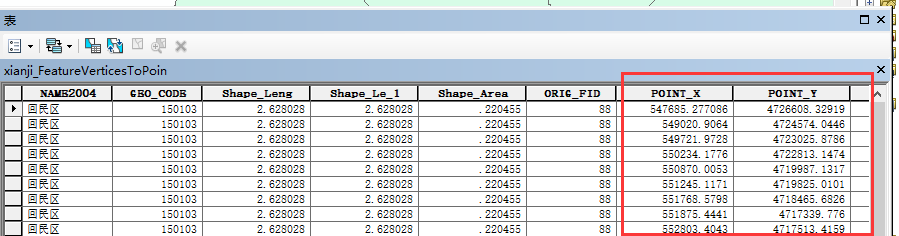 表
xianji_FeatureVerticesToPoin
NAME2004 GEO_CODE Shape_Leng Shape_Le_1 Shape_Area ORIG_FID POINT_X POINT_Y
回民区 150103 2.628028 2.628028 .220455 88 547685.277086 4726608.32919
回民区 150103 2.628028 2.628028 .220455 88 549020.9064 4724574.0446
回民区 150103 2.628028 2.628028 .220455 88 549721.9728 4723025.8786
回民区 150103 2.628028 2.628028 .220455 88 550234.1776 4722813.1474
回民区 150103 2.628028 2.628028 .220455 88 550870.0053 4719987.1317
回民区 150103 2.628028 2.628028 .220455 88 551245.1171 4719825.0101
回民区 150103 2.628028 2.628028 .220455 88 551768.5798 4718465.6826
回民区 150103 2.628028 2.628028 .220455 88 551875.4441 4717339.776
回民区 150103 2.628028 2.628028 .220455 88 552803.4043 4717513.4159